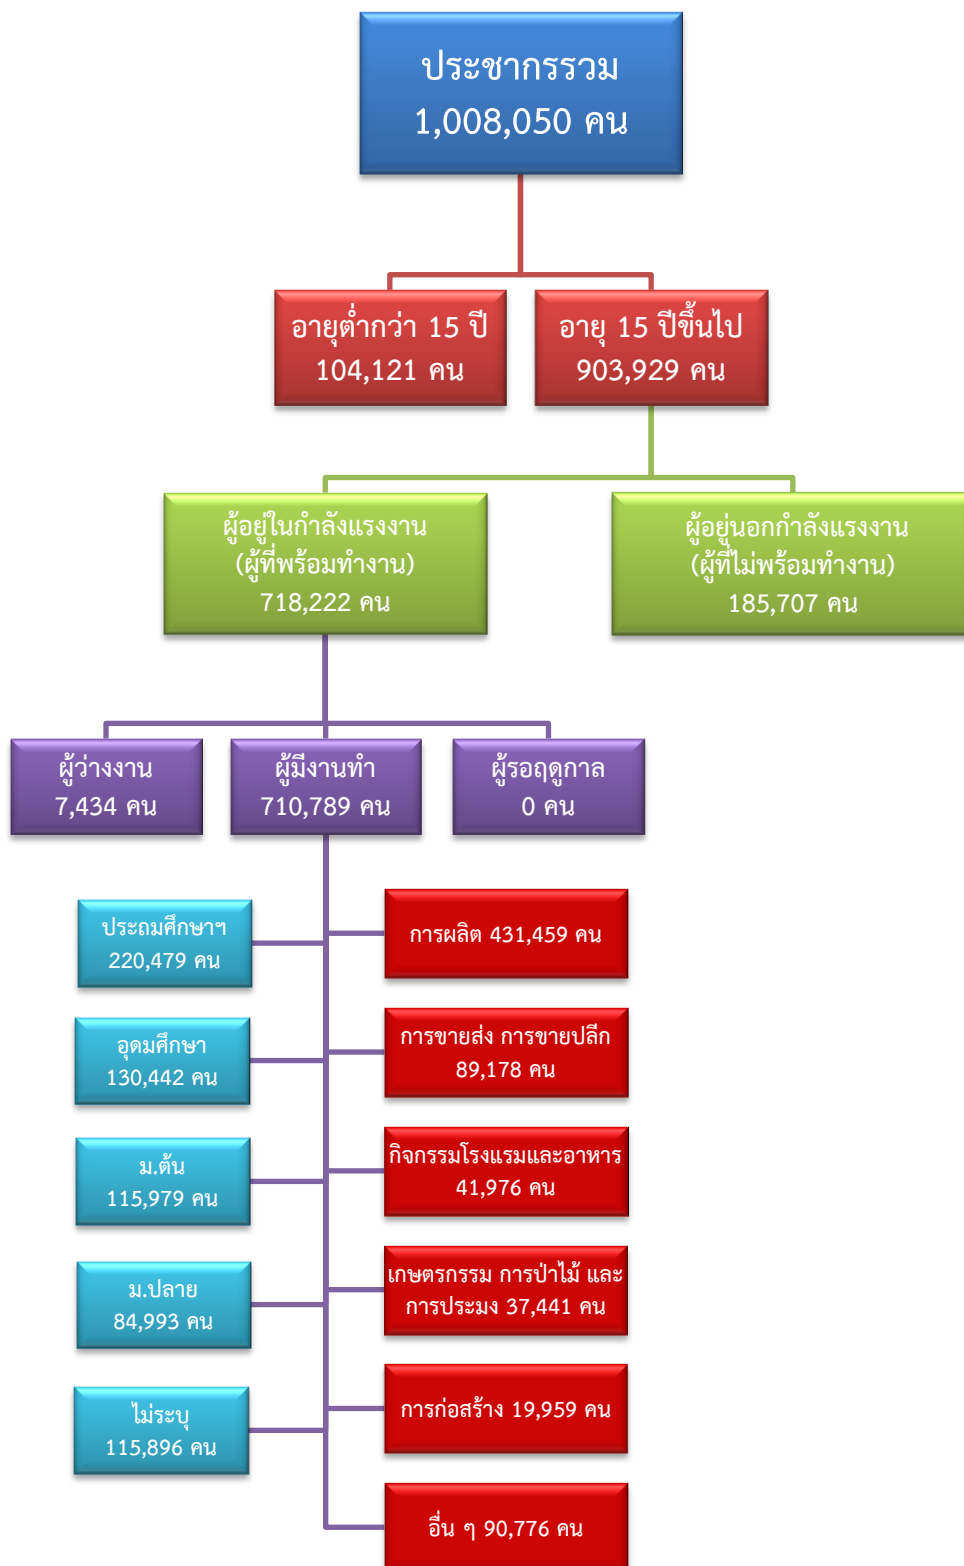 ประชากรรวม
1,008,050 คน
อายุต่ำกว่า 15 ปี
104,121 คน
อายุ 15 ปีขึ้นไป
903,929 คน
ผู้อยู่ในกำลังแรงงาน
(ผู้ที่พร้อมทำงาน)
718,222 คน
ผู้อยู่นอกกำลังแรงงาน
(ผู้ที่ไม่พร้อมทำงาน)
185,707 คน
ผู้ว่างงาน
7,434 คน
ผู้มีงานทำ
710,789 คน
ผู้รอฤดูกาล
0 คน
ประถมศึกษาฯ
220,479 คน
อุดมศึกษา
130,442 คน
ม.ต้น
115,979 คน
ม.ปลาย
84,993 คน
ไม่ระบุ
115,896 คน
การผลิต 431,459 คน
การขายส่ง การขายปลีก
89,178 คน
กิจกรรมโรงแรมและอาหาร
41,976 คน
เกษตรกรรม การป่าไม้ และ
การประมง 37,441 คน
การก่อสร้าง 19,959 คน
อื่น ๆ 90,776 คน